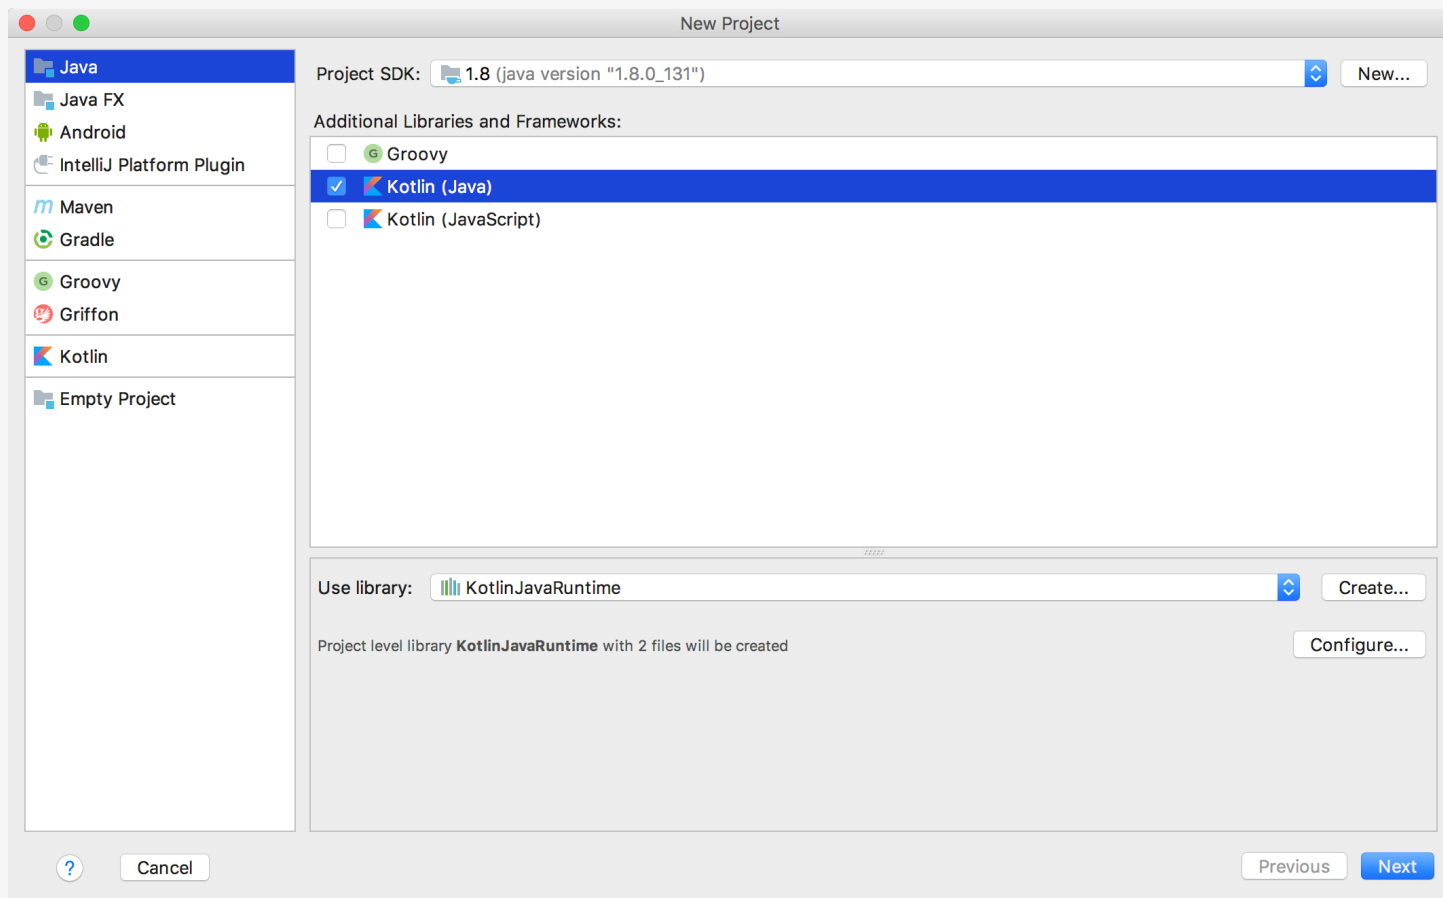 New Project
Java
Java FX
Android
IntelliJ Platform Plugin
Maven
Gradle
Groovy
Griffon
Kotlin
Empty Project
Project SDK: 1.8 (java version "1.8.0_131") New...
Additional Libraries and Frameworks:
G Groovy
Kotlin (Java)
Kotlin (JavaScript)
Use library: KotlinJavaRuntime Create...
Project level library KotlinJavaRuntime with 2 files will be created Configure...
? Cancel Previous Next